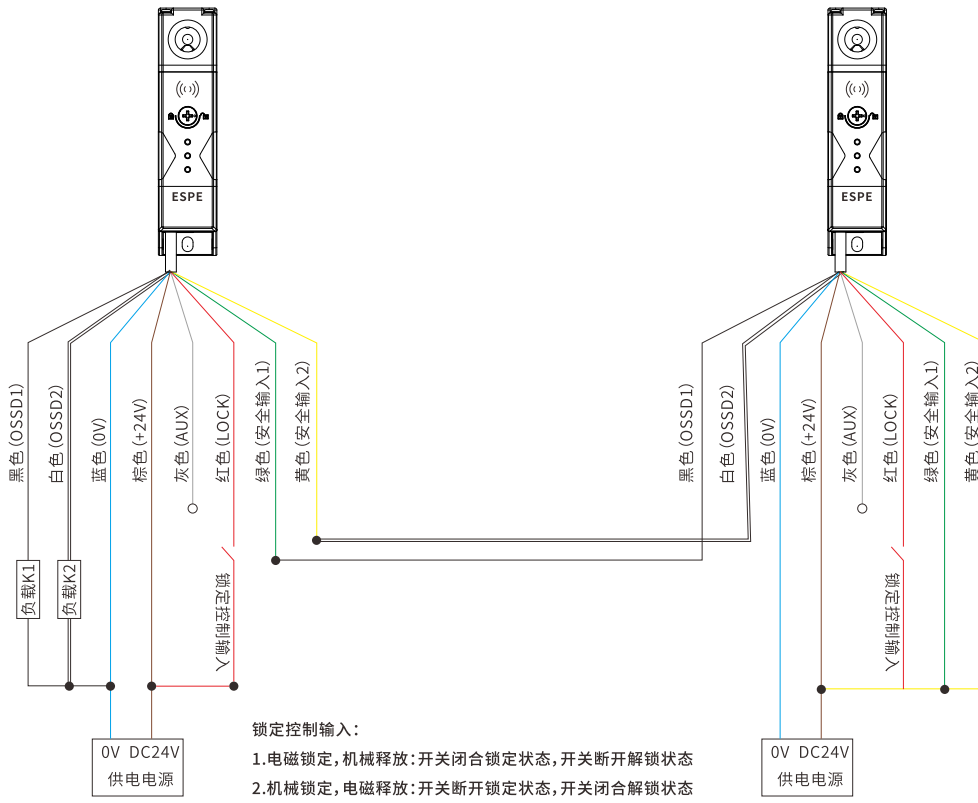 ESPE
ESPE
黑色(OSSD1)
白色(OSSD2)
蓝色(0V)
棕色(+24V)
灰色(AUX)
红色(LOCK)
绿色(安全输入1)
黄色(安全输入2)
黑色(OSSD1)
白色(OSSD2)
蓝色(0V)
棕色(+24V)
灰色(AUX)
红色(LOCK)
绿色(安全输入1)
黄色(安全输入2)
负载K1
负载K2
锁定控制输入
锁定控制输入
0V DC24V
供电电源
锁定控制输入:
1.电磁锁定,机械释放:开关闭合锁定状态,开关断开解锁状态
2.机械锁定,电磁释放:开关断开锁定状态,开关闭合解锁状态
0V DC24V
供电电源